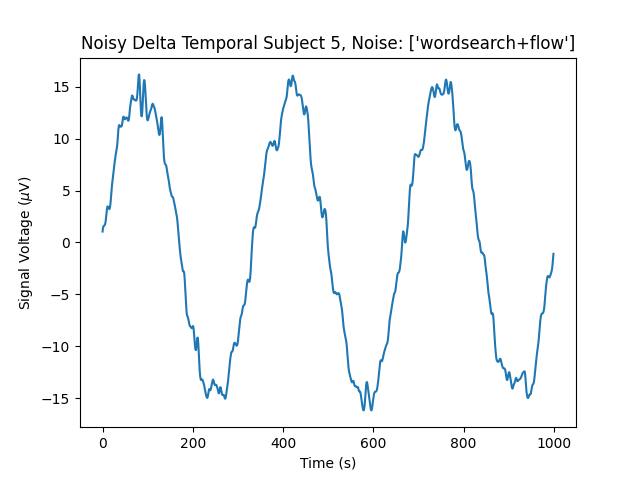 Noisy Delta Temporal Subject 5, Noise: ['wordsearch+flow']
Signal Voltage (μV)
15
10
5
0
−5
−10
−15
0 200 400 600 800 1000
Time (s)